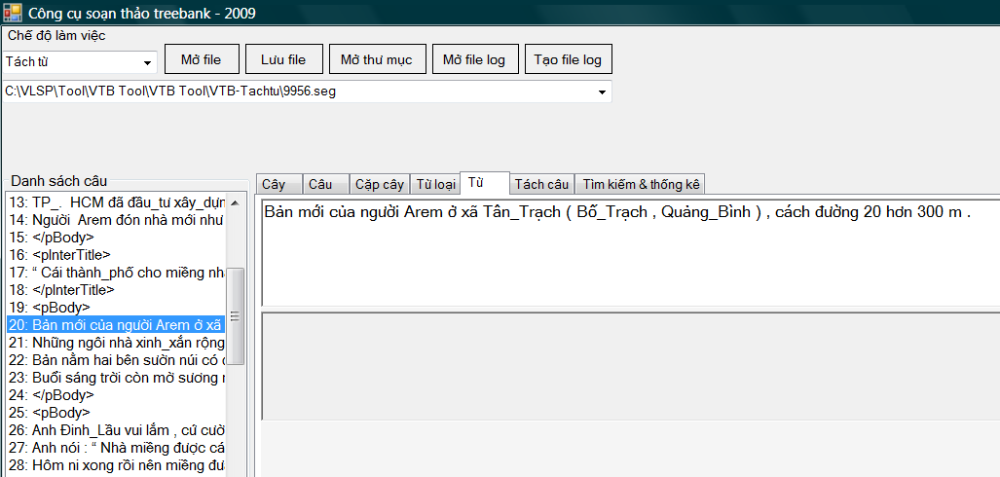 Công cụ soạn thảo treebank - 2009
Chế độ làm việc
Tách từ
Mở file
Lưu file
Mở thư mục
Mở file log
Tạo file log
C:\VLSP\Tool\VTB Tool\VTB Tool\VTB-Tachtu\9956.seg
Danh sách câu
13: TP_.  HCM đã đầu_tư xây_dựn
14: Người  Arem đón nhà mới như
15: </pBody>
16: <pInterTitle>
17: “ Cái thành_phố cho miềng nh
18: </pInterTitle>
19: <pBody>
20: Bản mới của người Arem ở xã
21: Những ngôi nhà xinh_xắn rộng
22: Bản nằm hai bên sườn núi có
23: Buổi sáng trời còn mờ sương
24: </pBody>
25: <pBody>
26: Anh Đinh_Lầu vui lắm , cứ cườ
27: Anh nói : “ Nhà miềng được cá
28: Hôm ni xong rồi nên miềng đư
Cây
Câu
Cặp cây
Từ loại
Từ
Tách câu
Tìm kiếm & thống kê
Bản mới của người Arem ở xã Tân_Trạch ( Bố_Trạch , Quảng_Bình ) , cách đường 20 hơn 300 m .